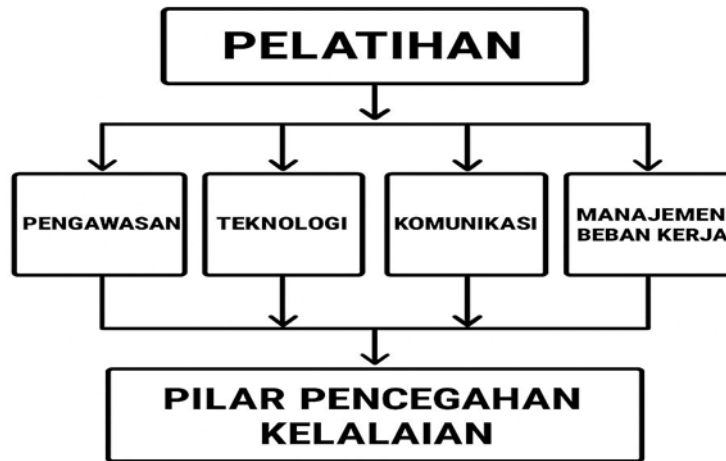 PELATIHAN
PENGAWASAN
TEKNOLOGI
KOMUNIKASI
MANAJEMEN
BEBAN KERJA
PILAR PENCEGAHAN
KELALAIAN